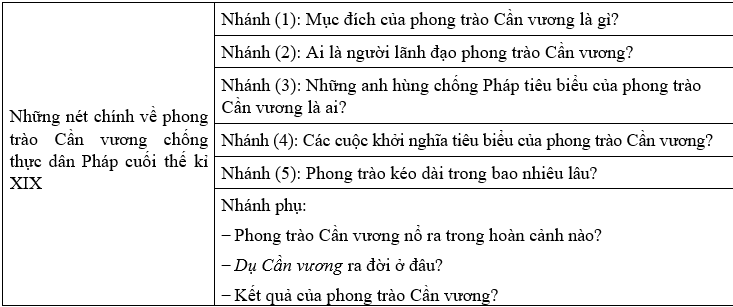 Những nét chính về phong
trào Cần vương chống
thực dân Pháp cuối thế kỉ
XIX
Nhánh (1): Mục đích của phong trào Cần vương là gì?
Nhánh (2): Ai là người lãnh đạo phong trào Cần vương?
Nhánh (3): Những anh hùng chống Pháp tiêu biểu của phong trào
Cần vương là ai?
Nhánh (4): Các cuộc khởi nghĩa tiêu biểu của phong trào Cần vương?
Nhánh (5): Phong trào kéo dài trong bao nhiêu lâu?
Nhánh phụ:
– Phong trào Cần vương nổ ra trong hoàn cảnh nào?
– Dụ Cần vương ra đời ở đâu?
– Kết quả của phong trào Cần vương?